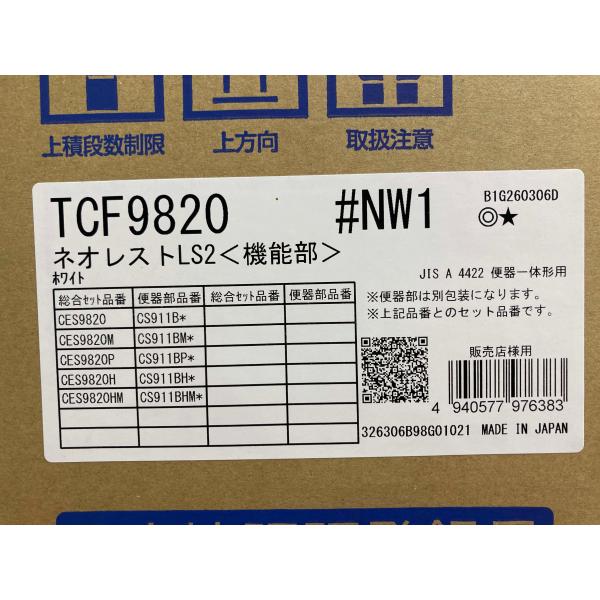 上積段数制限
上方向
取扱注意
TCF9820 #NW1
B1G260306D
◎★
ネオレストLS2<機能部>
ﾎﾜｲﾄ
JIS A 4422 便器一体形用
※便器部は別包装になります。
※上記品番とのセット品番です。
総合ｾｯﾄ品番 便器部品番 総合ｾｯﾄ品番 便器部品番
CES9820 CS911B*
CES9820M CS911BM*
CES9820P CS911BP*
CES9820H CS911BH*
CES9820HM CS911BHM*
販売店様用
4 940577 976383
326306B98G01021 MADE IN JAPAN